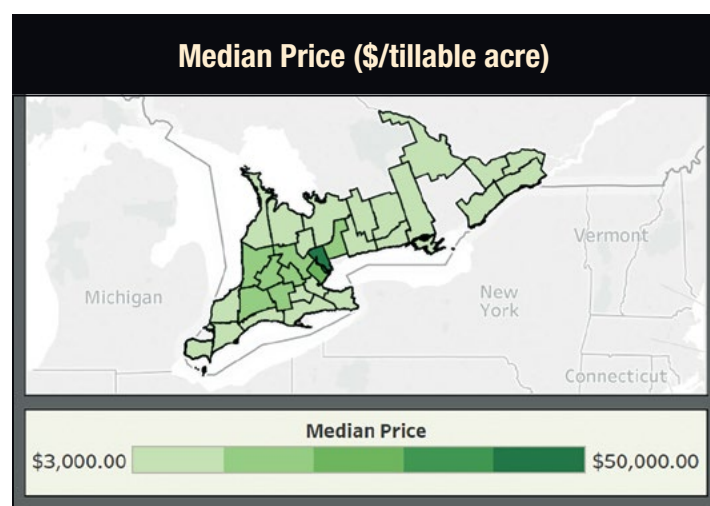 Median Price ($/tillable acre)
Vermont
Michigan
New
York
Connecticut
Median Price
$3,000.00 $50,000.00